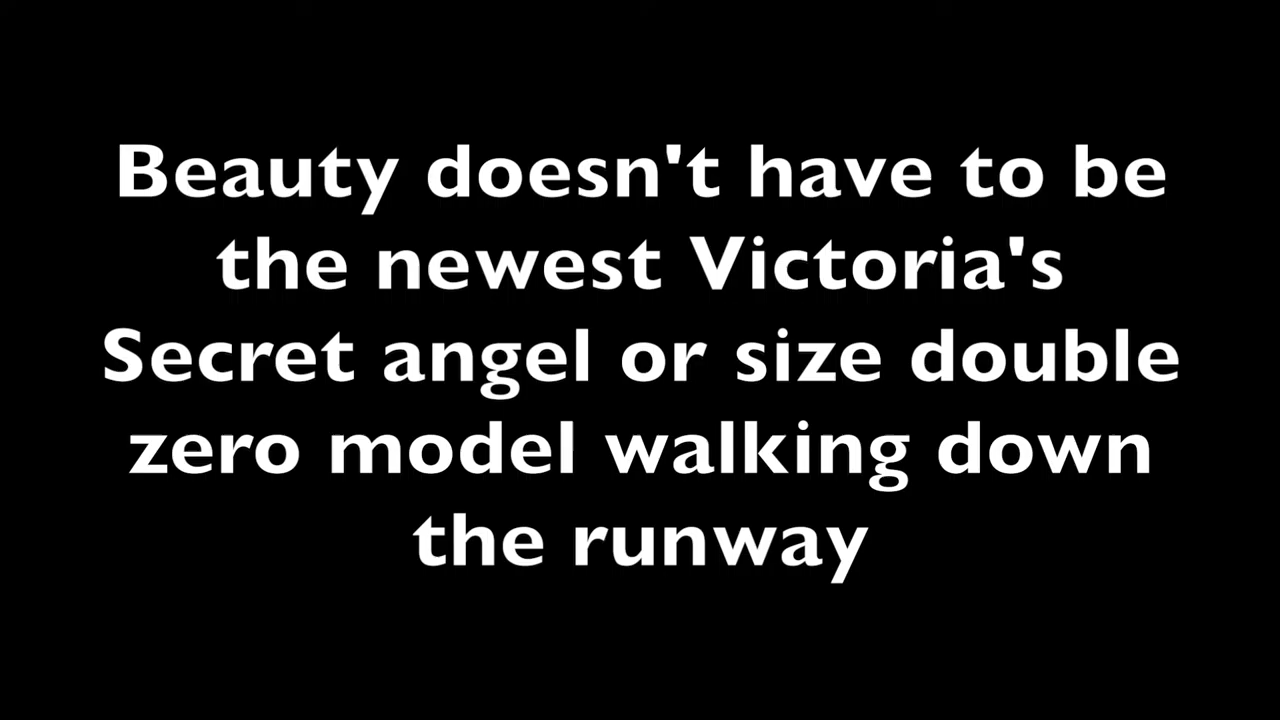 Beauty doesn't have to be
the newest Victoria's
Secret angel or size double
zero model walking down
the runway